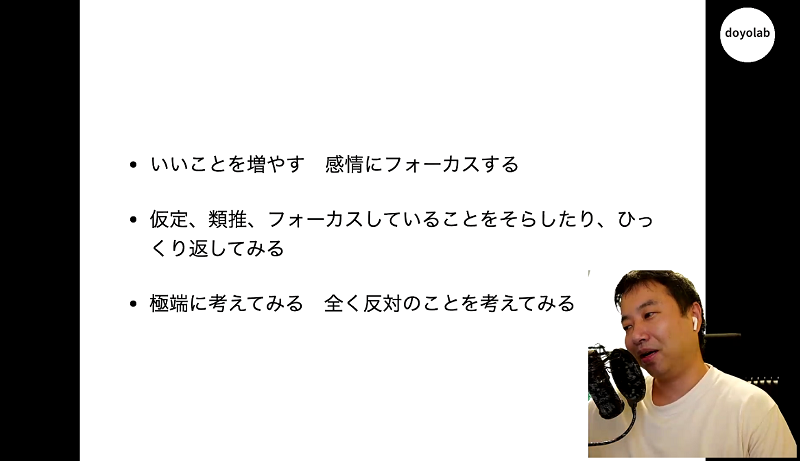 doyolab
• いいことを増やす　感情にフォーカスする
• 仮定、類推、フォーカスしていることをそらしたり、ひっ
くり返してみる
• 極端に考えてみる　全く反対のことを考えてみる